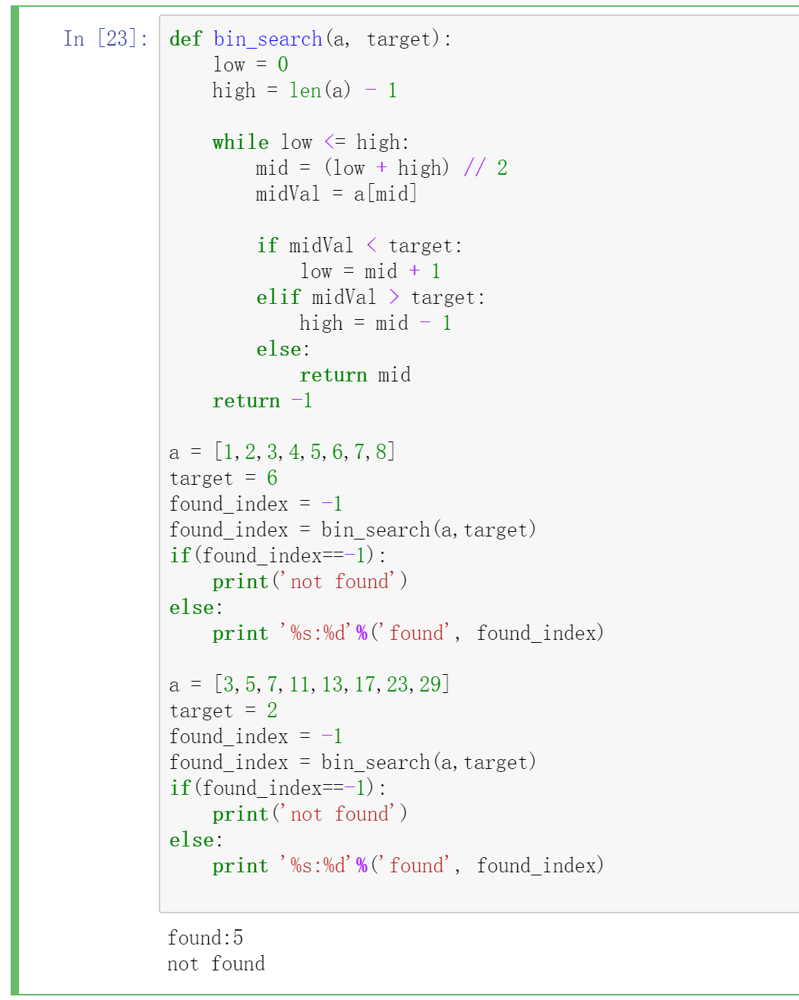 In [23]: def bin_search(a, target):
    low = 0
    high = len(a) - 1

    while low <= high:
        mid = (low + high) // 2
        midVal = a[mid]

        if midVal < target:
            low = mid + 1
        elif midVal > target:
            high = mid - 1
        else:
            return mid
    return -1

a = [1,2,3,4,5,6,7,8]
target = 6
found_index = -1
found_index = bin_search(a,target)
if(found_index==-1):
    print('not found')
else:
    print '%s:%d'%('found', found_index)

a = [3,5,7,11,13,17,23,29]
target = 2
found_index = -1
found_index = bin_search(a,target)
if(found_index==-1):
    print('not found')
else:
    print '%s:%d'%('found', found_index)

found:5
not found